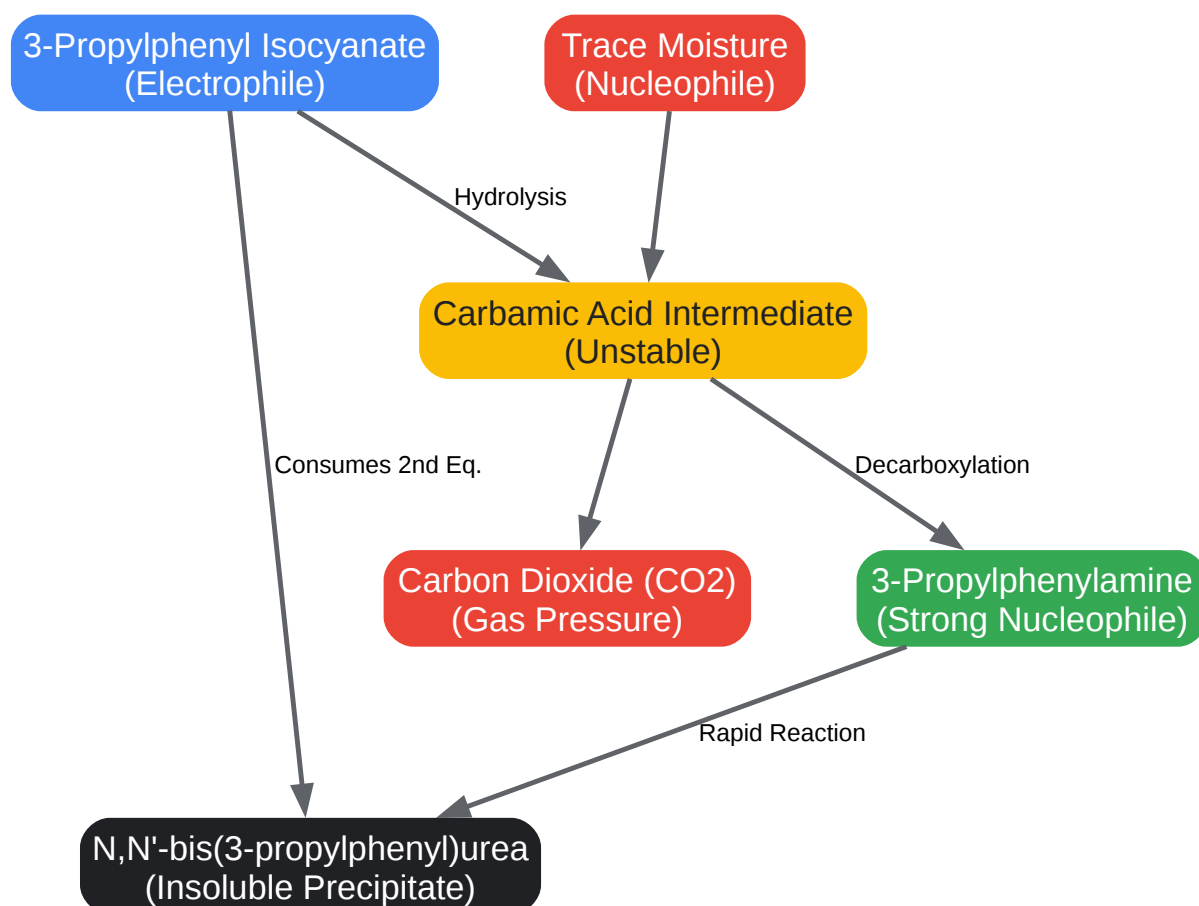 3-Propylphenyl Isocyanate
(Electrophile)
Trace Moisture
(Nucleophile)
Hydrolysis
Carbamic Acid Intermediate
(Unstable)
Consumes 2nd Eq.
Decarboxylation
Carbon Dioxide (CO2)
(Gas Pressure)
3-Propylphenylamine
(Strong Nucleophile)
Rapid Reaction
N,N'-bis(3-propylphenyl)urea
(Insoluble Precipitate)